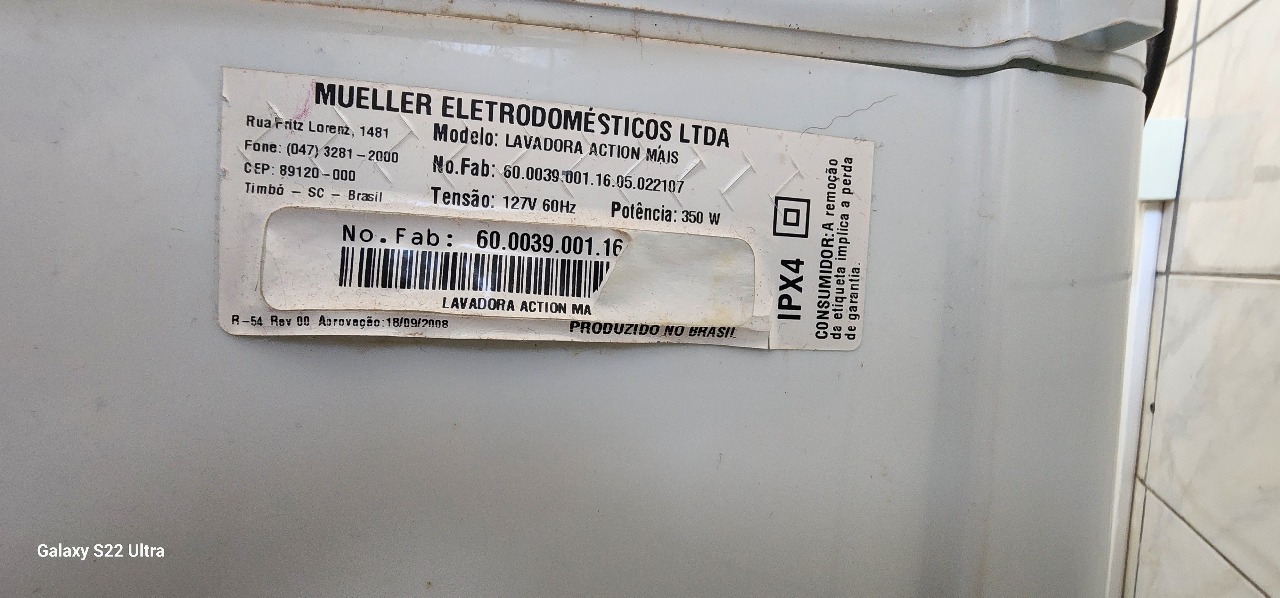 MUELLER ELETRODOMÉSTICOS LTDA
Rua Fritz Lorenz, 1481
Fone: (047) 3281-2000
CEP: 89120-000
Timbó - SC - Brasil
Modelo: LAVADORA ACTION MAIS
No.Fab: 60.0039.001.16.05.022107
Tensão: 127V 60Hz Potência: 350 W
No.Fab: 60.0039.001.16
LAVADORA ACTION MA
R-54 Rev 00 Aprovação:18/09/2008
PRODUZIDO NO BRASIL
IPX4
CONSUMIDOR: A remoção
da etiqueta implica a perda
de garantia.
Galaxy S22 Ultra